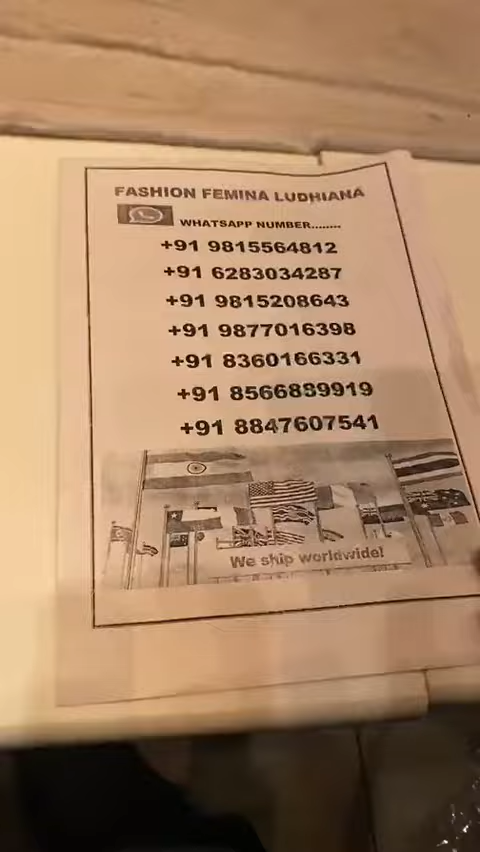 FASHION FEMINA LUDHIANA
WHATSAPP NUMBER........
+91 9815564812
+91 6283034287
+91 9815208643
+91 9877016398
+91 8360166331
+91 8566889919
+91 8847607541
We ship worldwide!